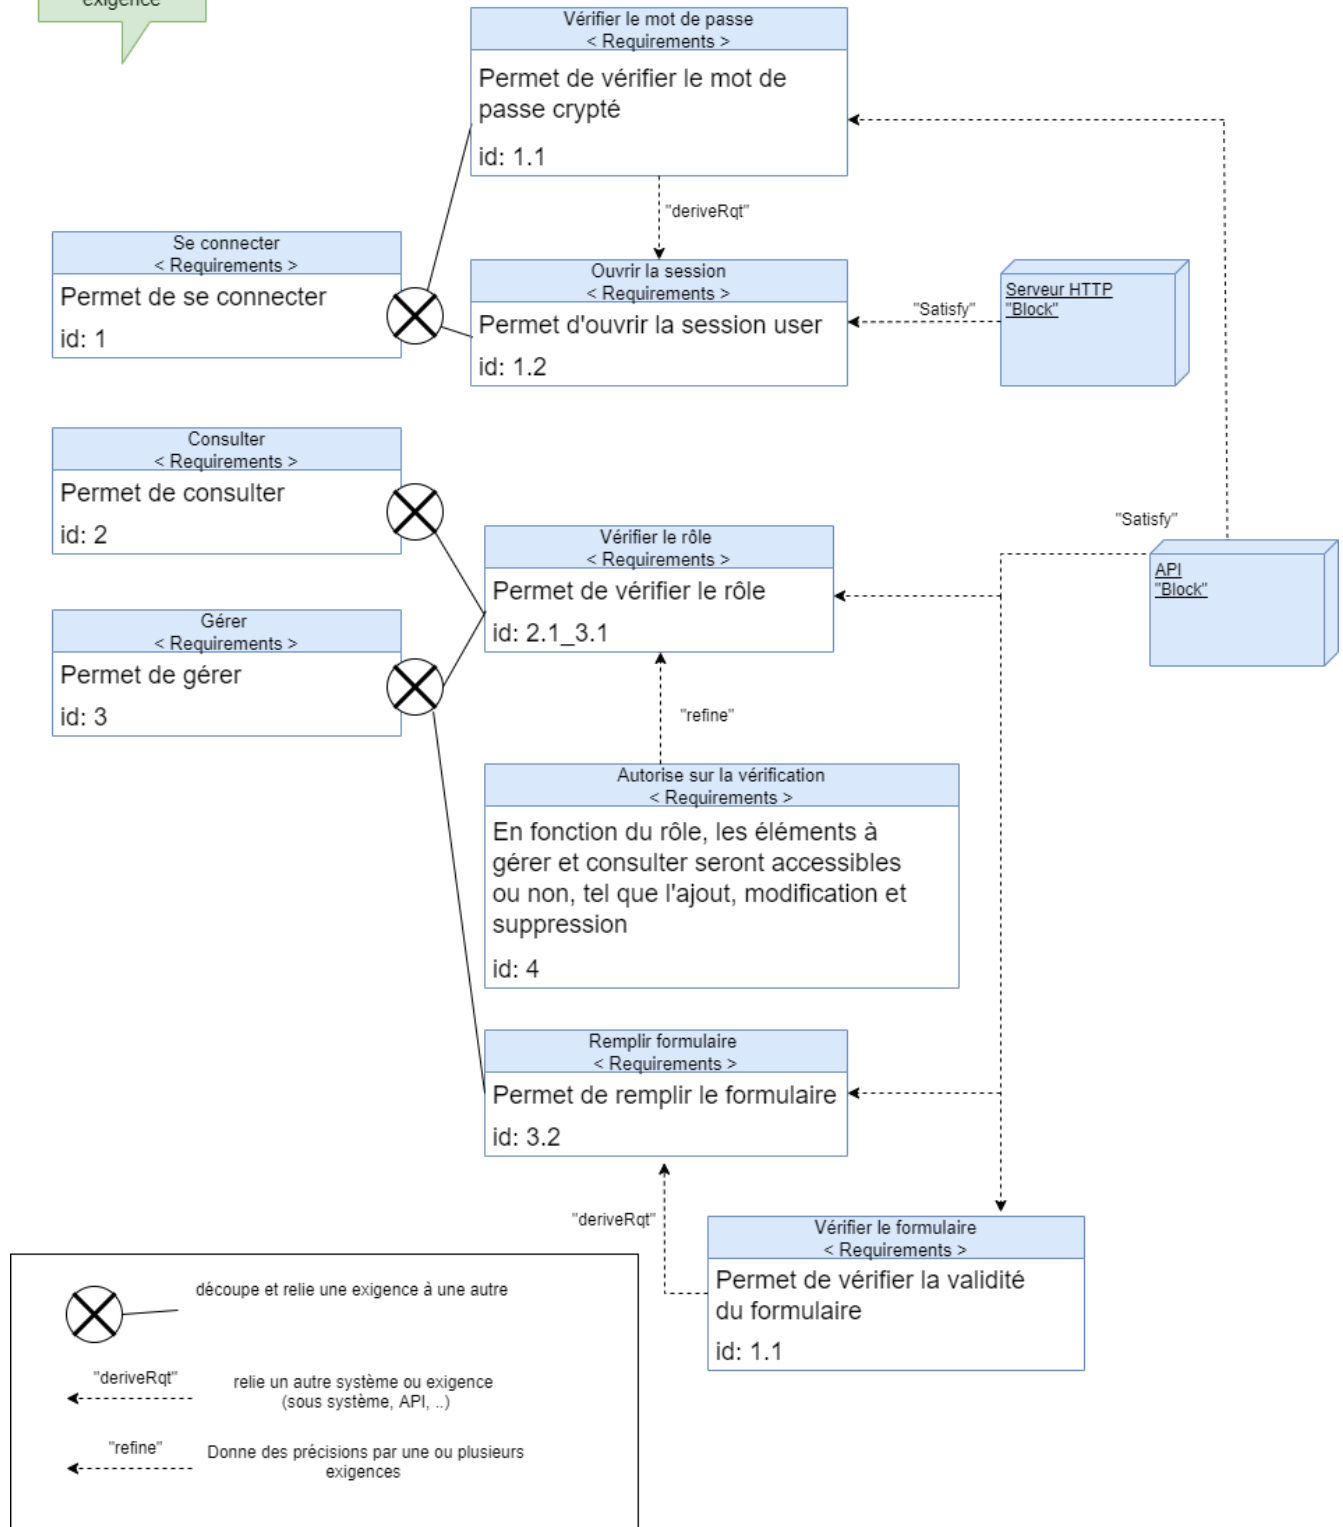 exigence
Vérifier le mot de passe
< Requirements >
Permet de vérifier le mot de
passe crypté
id: 1.1
"deriveRqt"
Se connecter
< Requirements >
Permet de se connecter
id: 1
Ouvrir la session
< Requirements >
Permet d'ouvrir la session user
id: 1.2
"Satisfy"
Serveur HTTP
"Block"
Consulter
< Requirements >
Permet de consulter
id: 2
"Satisfy"
API
"Block"
Vérifier le rôle
< Requirements >
Permet de vérifier le rôle
id: 2.1_3.1
Gérer
< Requirements >
Permet de gérer
id: 3
"refine"
Autorise sur la vérification
< Requirements >
En fonction du rôle, les éléments à
gérer et consulter seront accessibles
ou non, tel que l'ajout, modification et
suppression
id: 4
Remplir formulaire
< Requirements >
Permet de remplir le formulaire
id: 3.2
"deriveRqt"
Vérifier le formulaire
< Requirements >
Permet de vérifier la validité
du formulaire
id: 1.1
découpe et relie une exigence à une autre
"deriveRqt"
relie un autre système ou exigence
(sous système, API, ..)
"refine"
Donne des précisions par une ou plusieurs
exigences